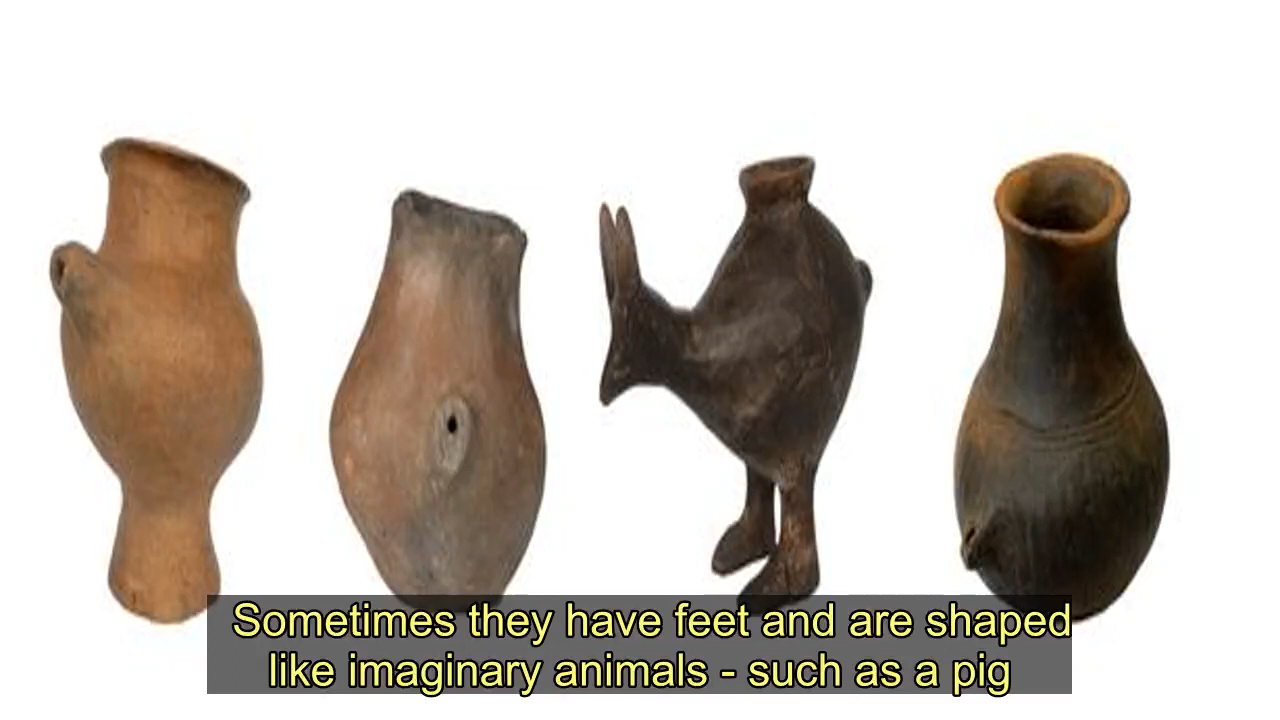 Sometimes they have feet and are shaped
like imaginary animals - such as a pig